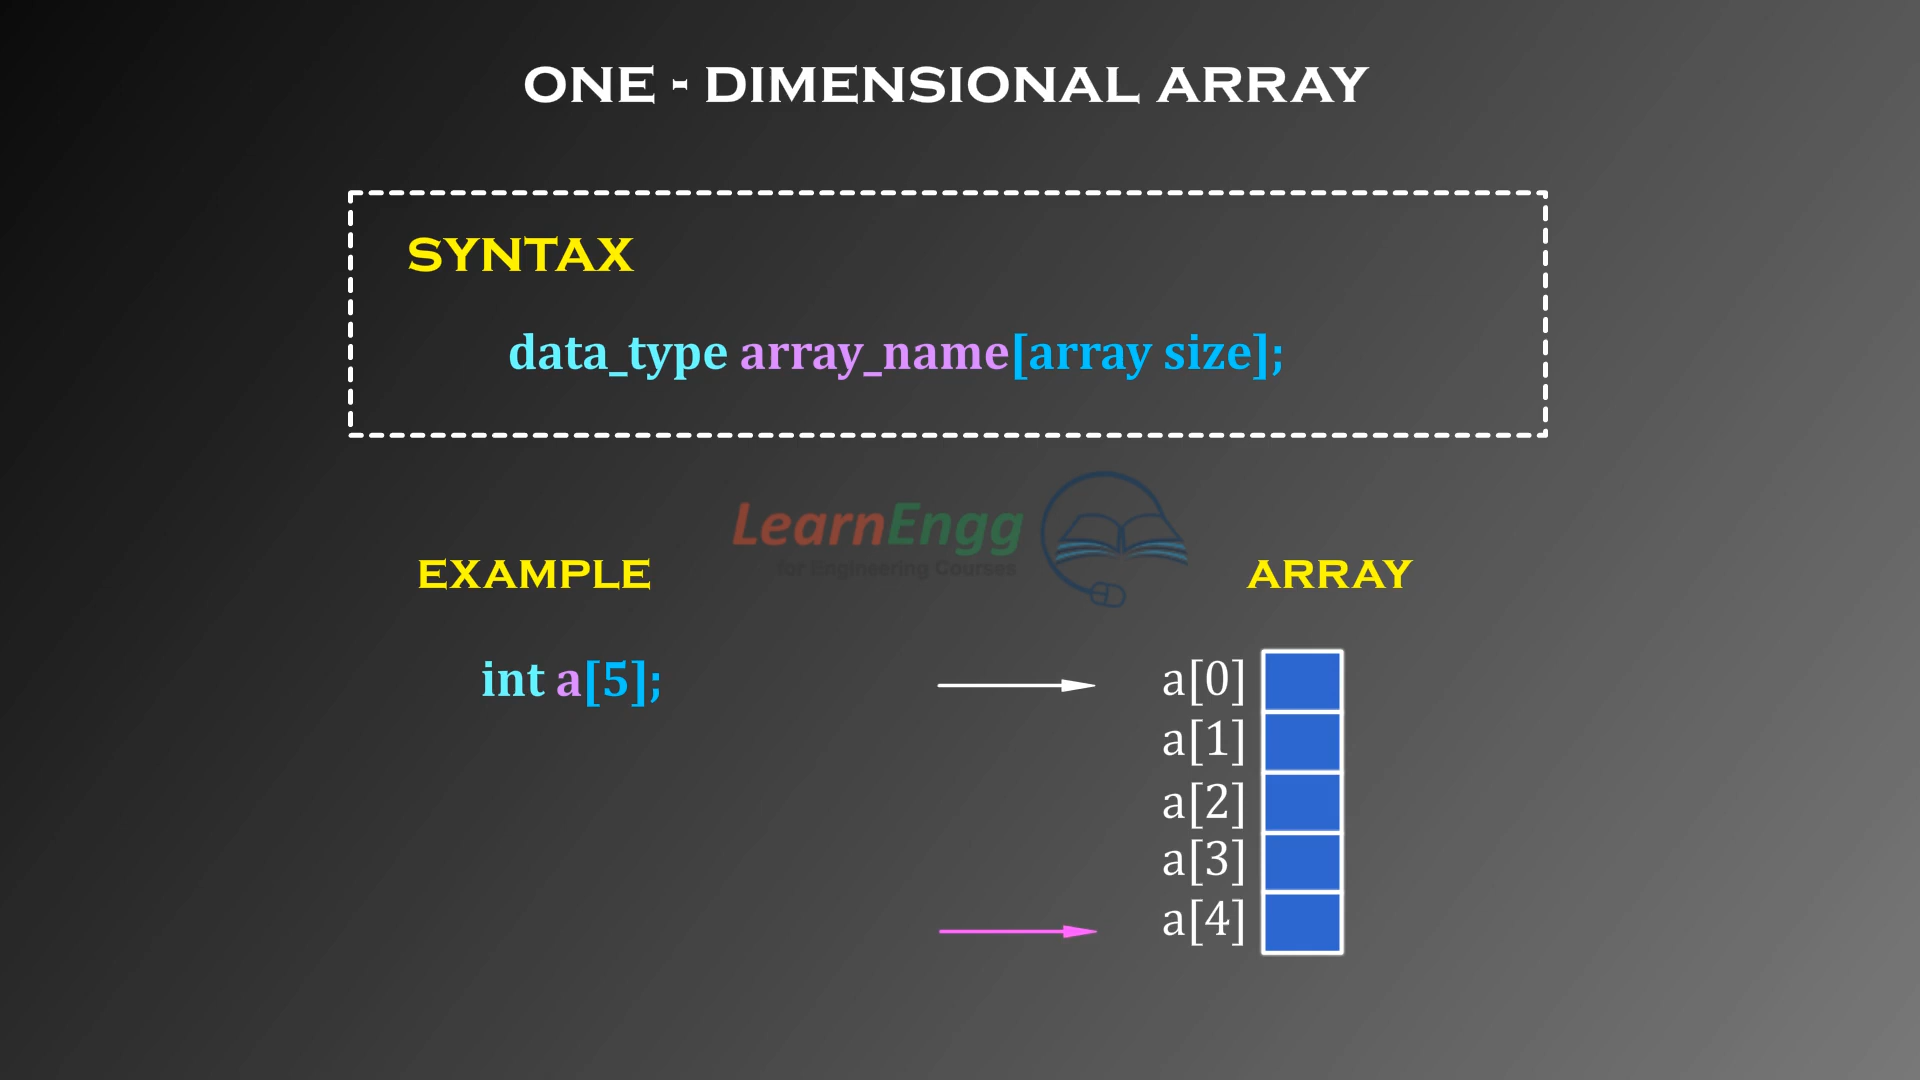 ONE - DIMENSIONAL ARRAY
SYNTAX
data_type array_name[array size];
LearnEngg
for Engineering Courses
EXAMPLE
ARRAY
int a[5];
a[0]
a[1]
a[2]
a[3]
a[4]